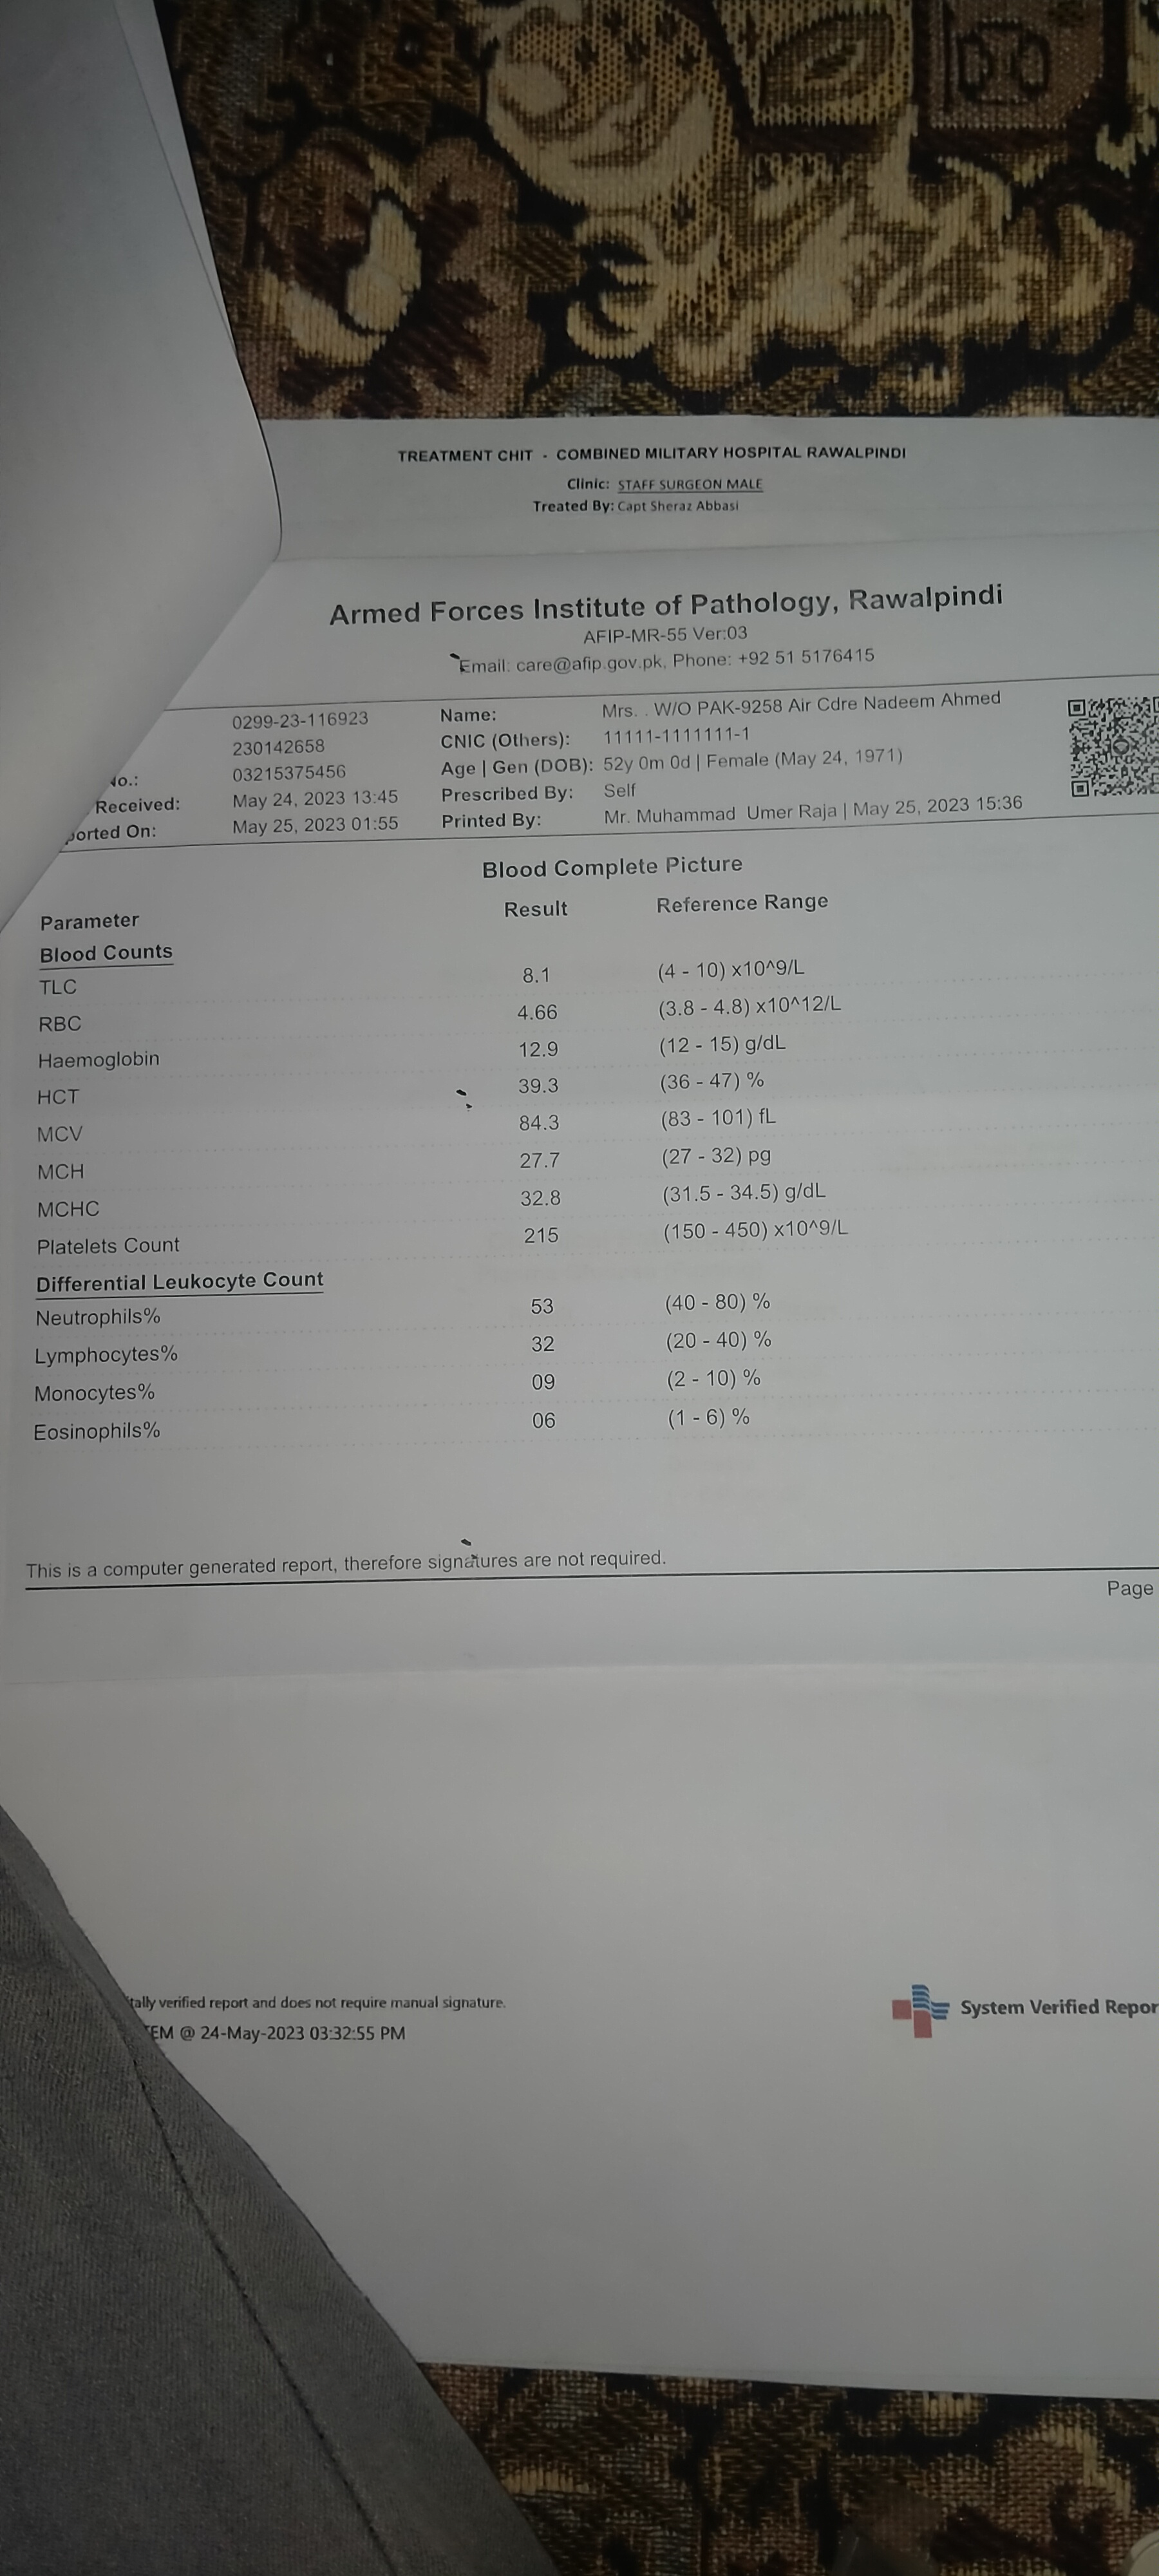 TREATMENT CHIT - COMBINED MILITARY HOSPITAL RAWALPINDI
Clinic: STAFF SURGEON MALE
Treated By: Capt Sheraz Abbasi
Armed Forces Institute of Pathology, Rawalpindi
AFIP-MR-55 Ver:03
Email: care@afip.gov.pk, Phone: +92 51 5176415
0299-23-116923 Name: Mrs. . W/O PAK-9258 Air Cdre Nadeem Ahmed
230142658 CNIC (Others): 11111-1111111-1
No.: 03215375456 Age | Gen (DOB): 52y 0m 0d | Female (May 24, 1971)
Received: May 24, 2023 13:45 Prescribed By: Self
orted On: May 25, 2023 01:55 Printed By: Mr. Muhammad Umer Raja | May 25, 2023 15:36
Blood Complete Picture
Parameter Result Reference Range
Blood Counts
TLC 8.1 (4 - 10) x10^9/L
RBC 4.66 (3.8 - 4.8) x10^12/L
Haemoglobin 12.9 (12 - 15) g/dL
HCT 39.3 (36 - 47) %
MCV 84.3 (83 - 101) fL
MCH 27.7 (27 - 32) pg
MCHC 32.8 (31.5 - 34.5) g/dL
Platelets Count 215 (150 - 450) x10^9/L
Differential Leukocyte Count
Neutrophils% 53 (40 - 80) %
Lymphocytes% 32 (20 - 40) %
Monocytes% 09 (2 - 10) %
Eosinophils% 06 (1 - 6) %
This is a computer generated report, therefore signatures are not required.
Page
tally verified report and does not require manual signature.
EM @ 24-May-2023 03:32:55 PM
System Verified Repor